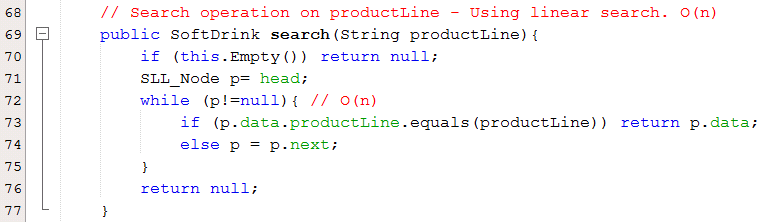 68 // Search operation on productLine - Using linear search. O(n)
69 public SoftDrink search(String productLine){
70 if (this.Empty()) return null;
71 SLL_Node p= head;
72 while (p!=null){ // O(n)
73 if (p.data.productLine.equals(productLine)) return p.data;
74 else p = p.next;
75 }
76 return null;
77 }